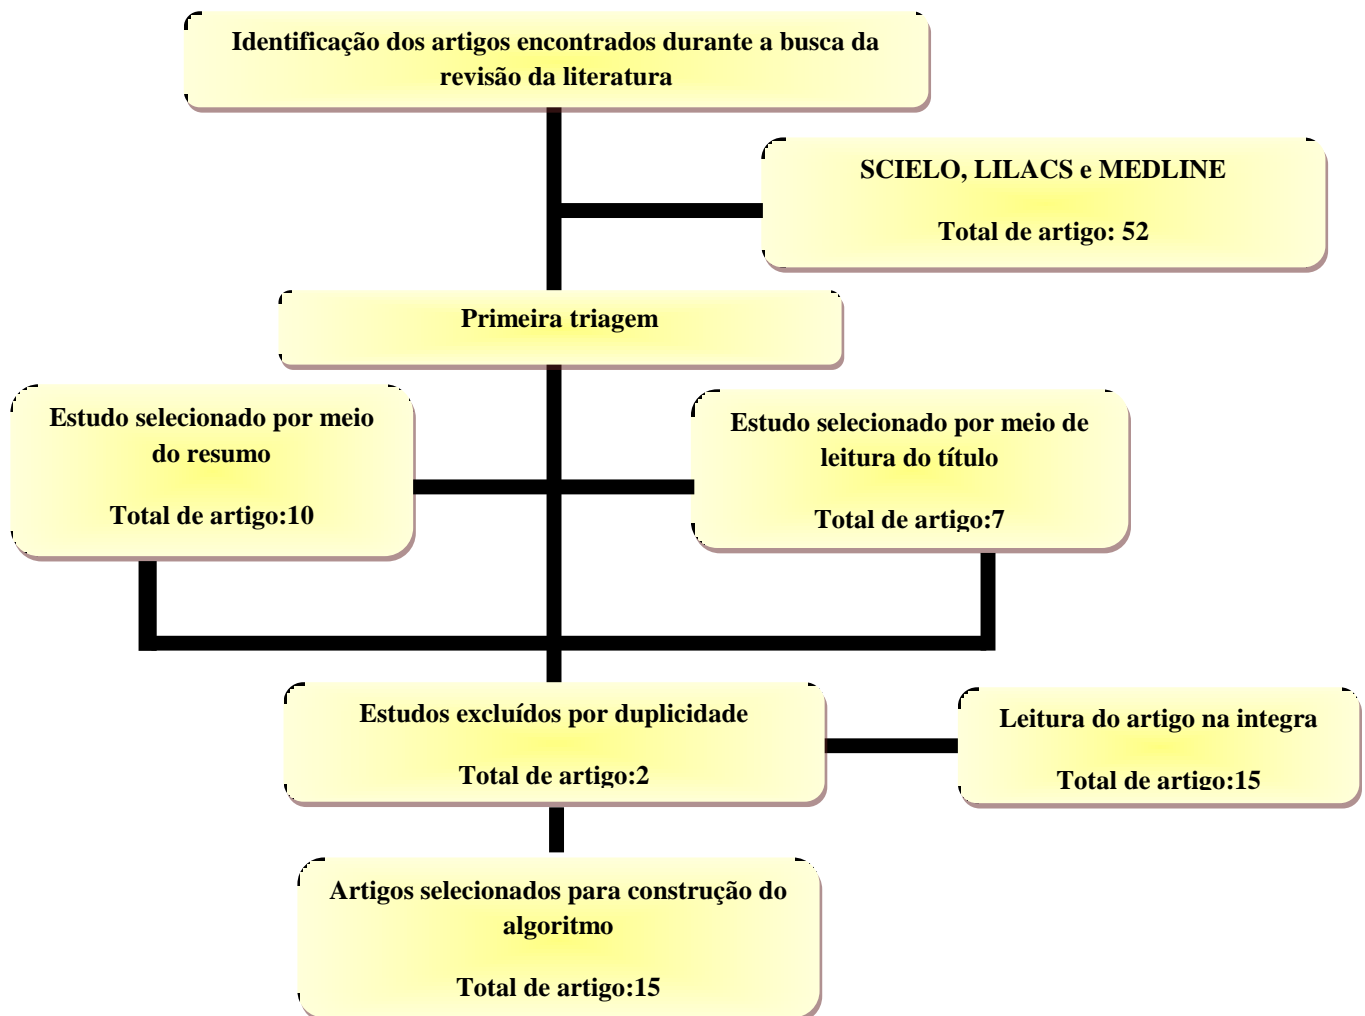 Identificação dos artigos encontrados durante a busca da
revisão da literatura
SCIELO, LILACS e MEDLINE
Total de artigo: 52
Primeira triagem
Estudo selecionado por meio
do resumo
Total de artigo:10
Estudo selecionado por meio de
leitura do título
Total de artigo:7
Estudos excluídos por duplicidade
Total de artigo:2
Leitura do artigo na integra
Total de artigo:15
Artigos selecionados para construção do
algoritmo
Total de artigo:15